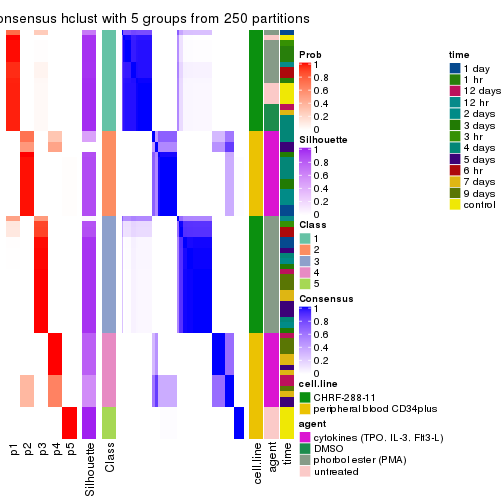 onsensus hclust with 5 groups from 250 partitions
Prob
1
0.8
0.6
0.4
0.2
0
Silhouette
1
0.8
0.6
0.4
0.2
0
Class
1
2
3
4
5
Consensus
1
0.8
0.6
0.4
0.2
0
cell.line
CHRF-288-11
peripheral blood CD34plus
agent
cytokines (TPO, IL-3, Flt3-L)
DMSO
phorbol ester (PMA)
untreated
time
1 day
1 hr
12 days
12 hr
2 days
3 days
3 hr
4 days
5 days
6 hr
7 days
9 days
control
p1
p2
p3
p4
p5
Silhouette
Class
cell.line
agent
time